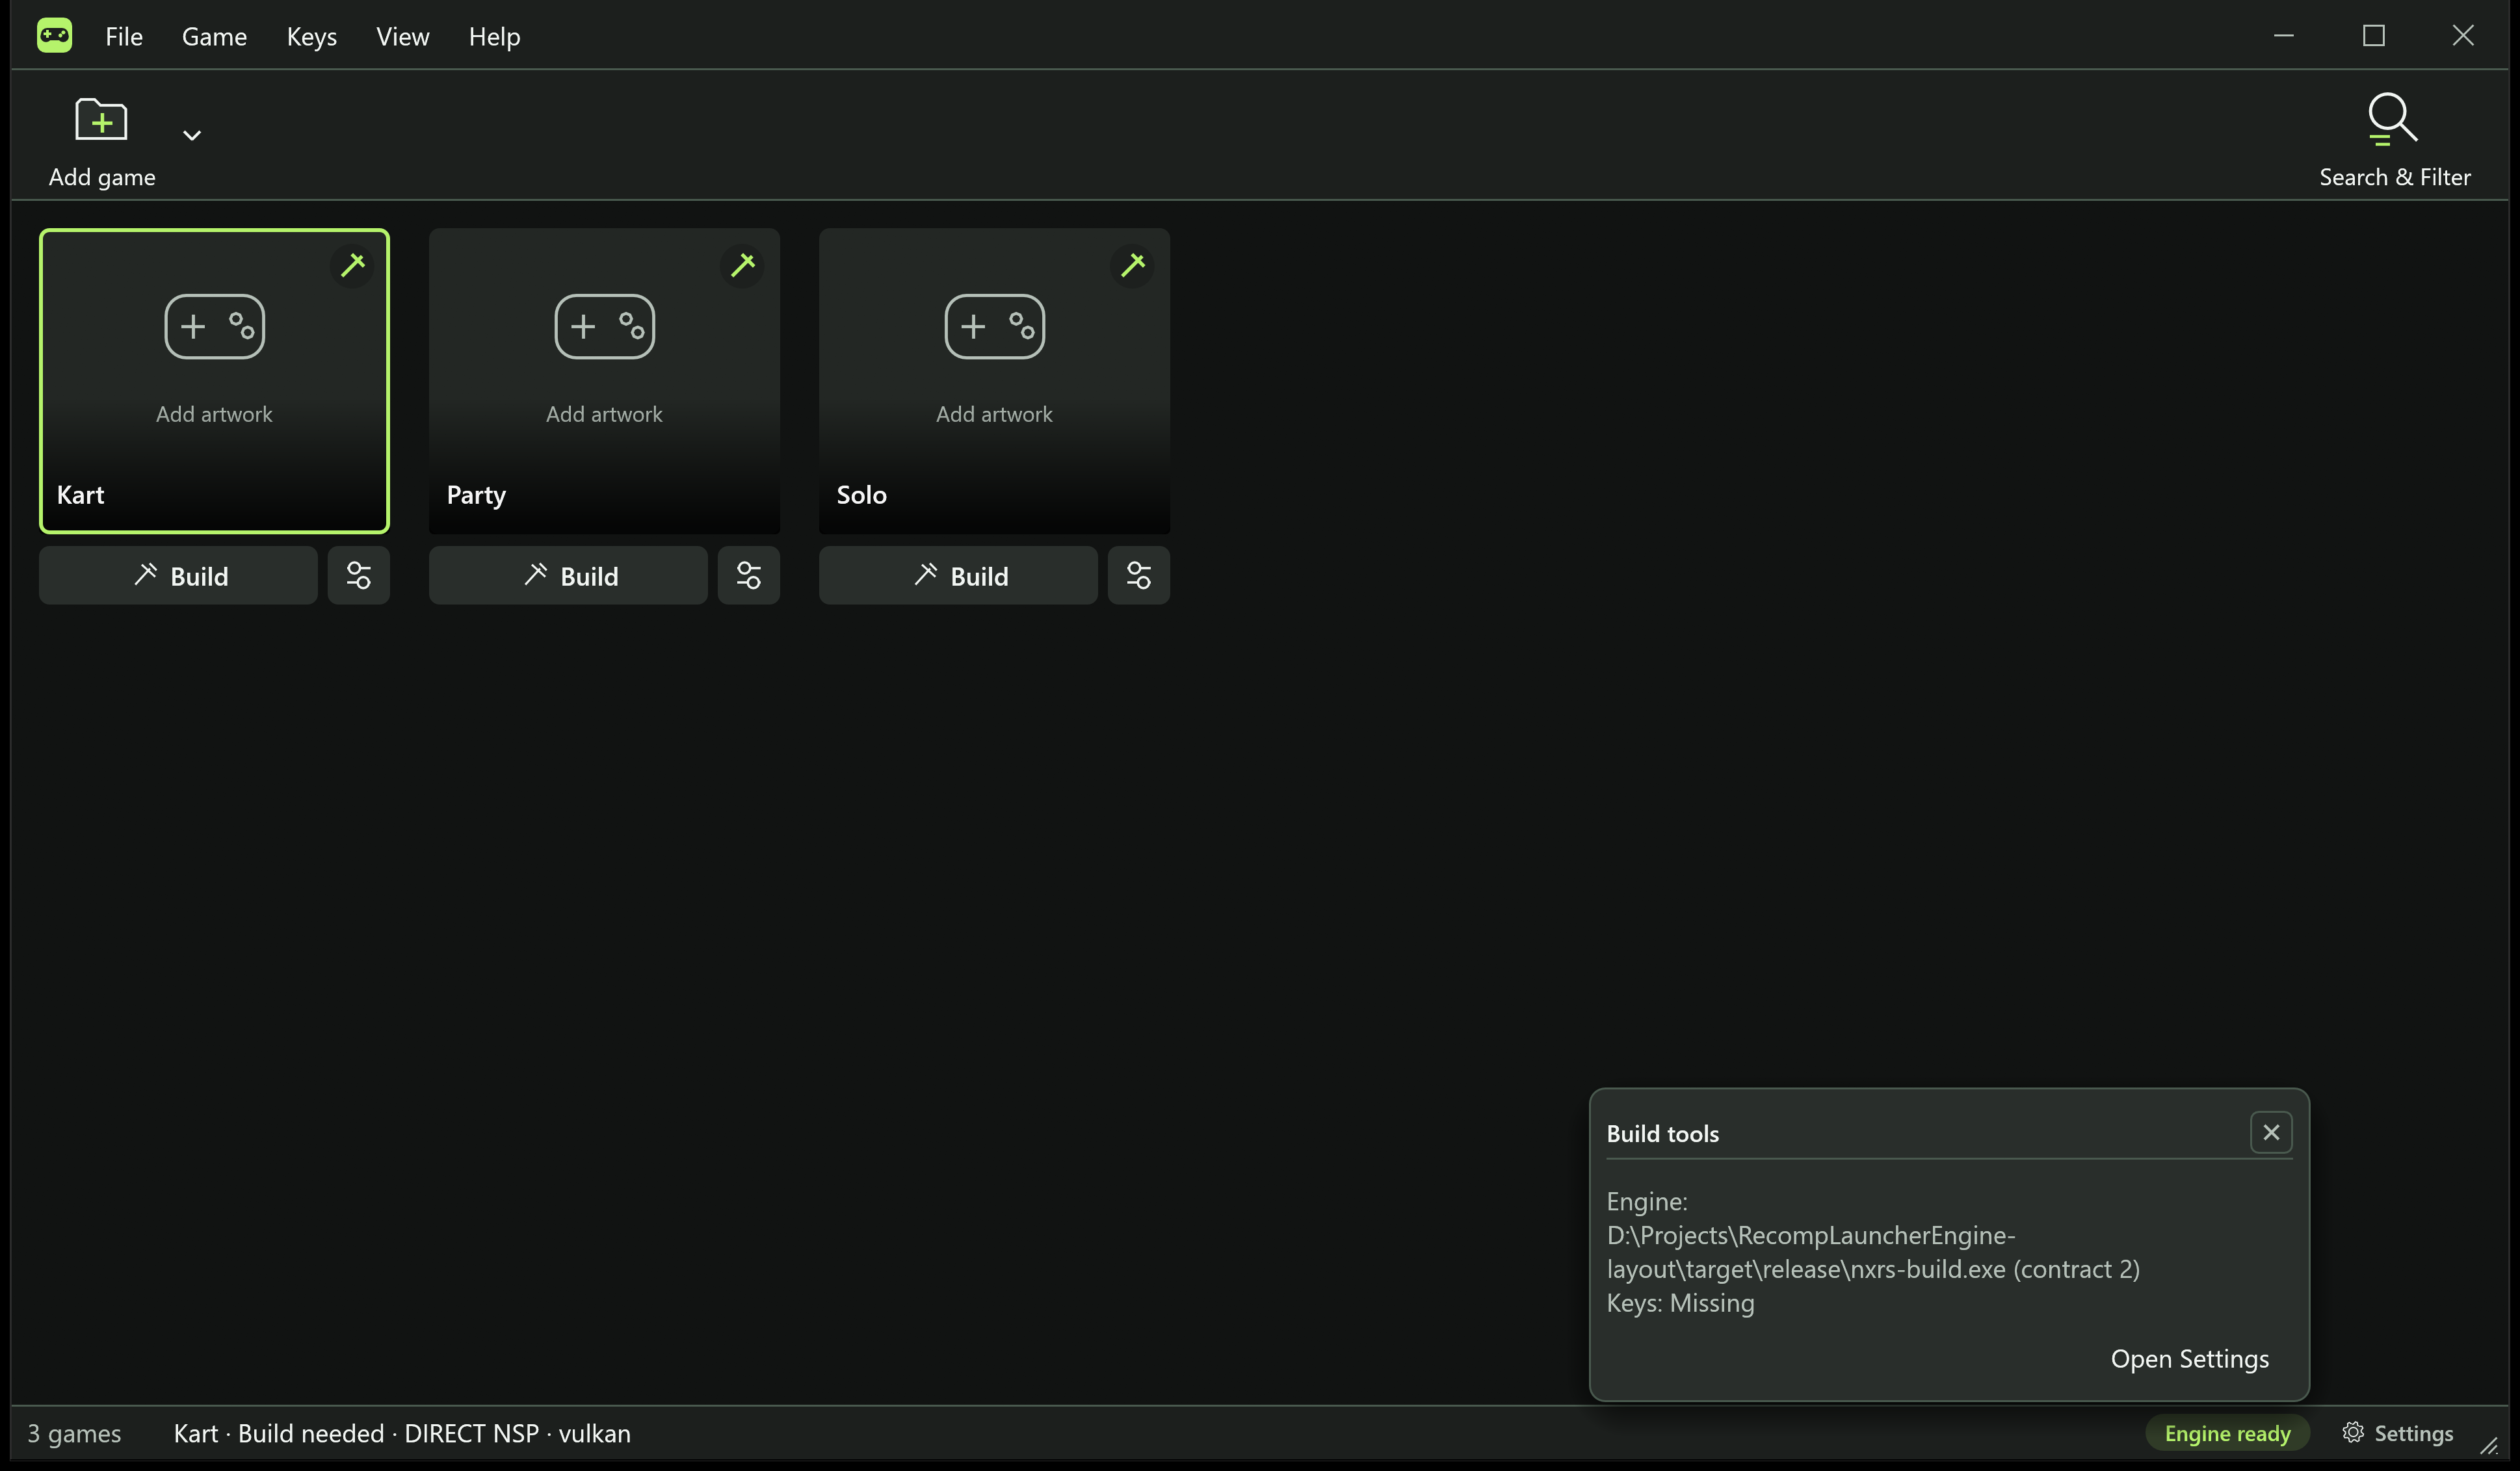 File Game Keys View Help
Add game
Search & Filter
Add artwork Add artwork Add artwork
Kart Party Solo
Build Build Build
Build tools
Engine:
D:\Projects\RecompLauncherEngine-
layout\target\release\nxrs-build.exe (contract 2)
Keys: Missing
Open Settings
3 games Kart · Build needed · DIRECT NSP · vulkan Engine ready Settings